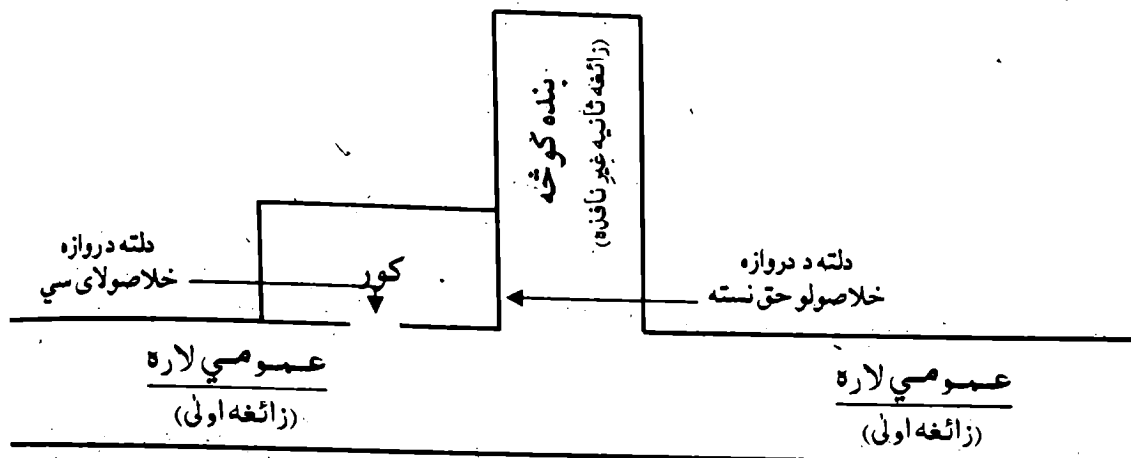 بنده کوڅه
(زائغه ثانیه غیر نافذه)
دلته دروازه
خلاصولای سي
کور
دلته د دروازه
خلاصولو حق نسته
عمومي لاره
(زائغه اولی)
عمومي لاره
(زائغه اولی)